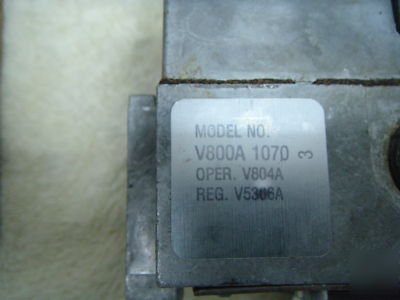 MODEL NO.
V800A 1070 3
OPER. V804A
REG. V5306A